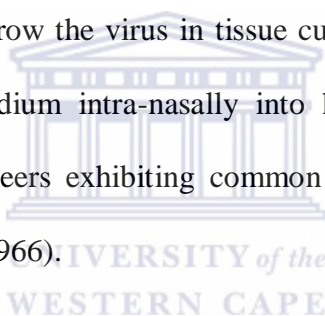 row the virus in tissue cu
dium intra-nasally into
eers exhibiting common
966).
UNIVERSITY of the
WESTERN CAPE